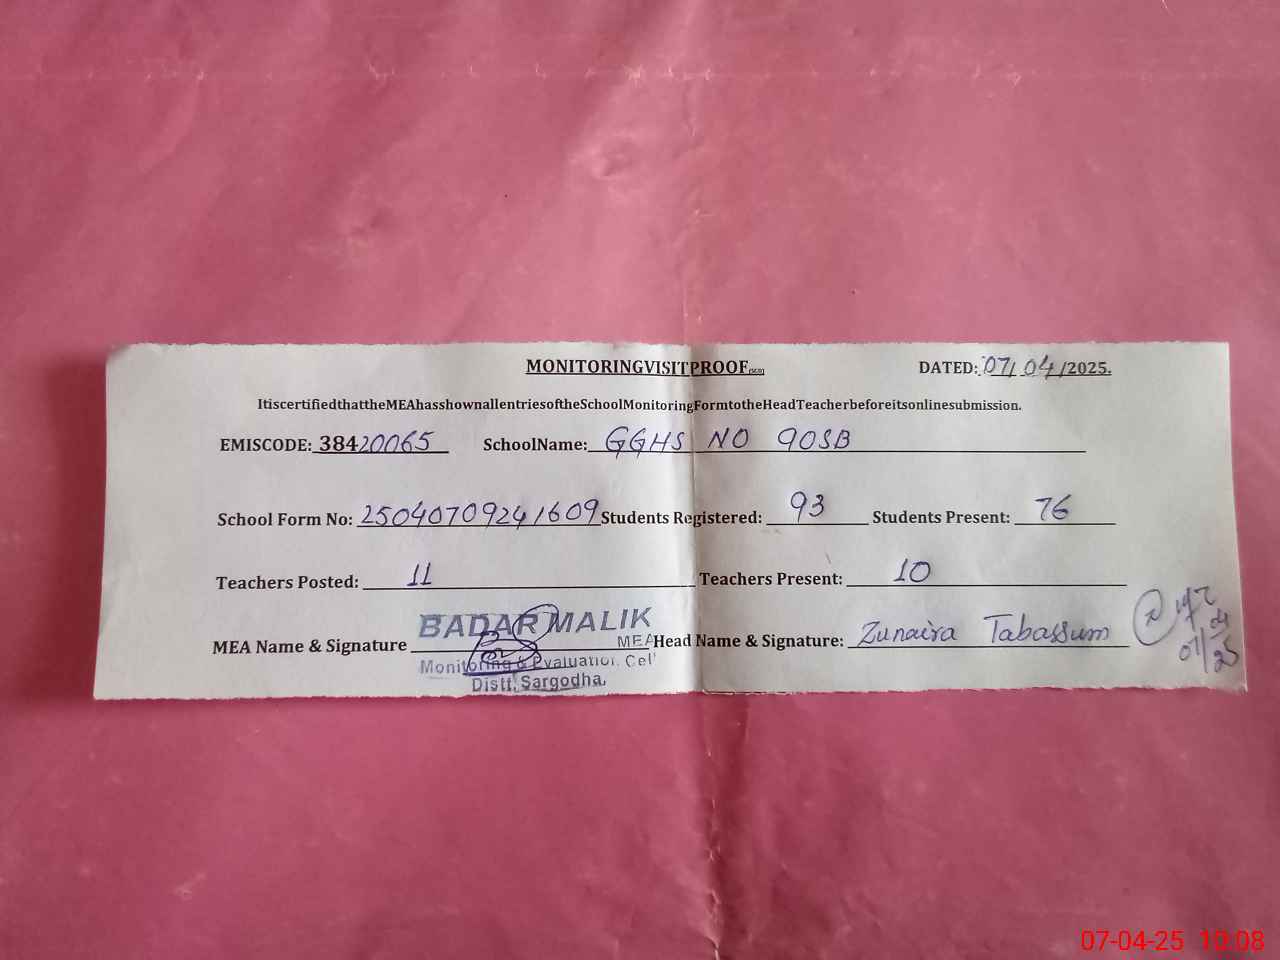 MONITORINGVISITPROOF(SCD) DATED: 07/04/2025.
ItiscertifiedthattheMEAhasshownallentriesoftheSchoolMonitoringFormtotheHeadTeacherbeforeitsonlinesubmission.
EMISCODE: 38420065 SchoolName: GGHS NO 90SB
School Form No: 25040709241609 Students Registered: 93 Students Present: 76
Teachers Posted: 11 Teachers Present: 10
MEA Name & Signature BADAR MALIK Head Name & Signature: Zunaira Tabassum
MEA
Monitoring & Evaluation Cell
Distt, Sargodha.
07/04/25
07-04-25 10:08